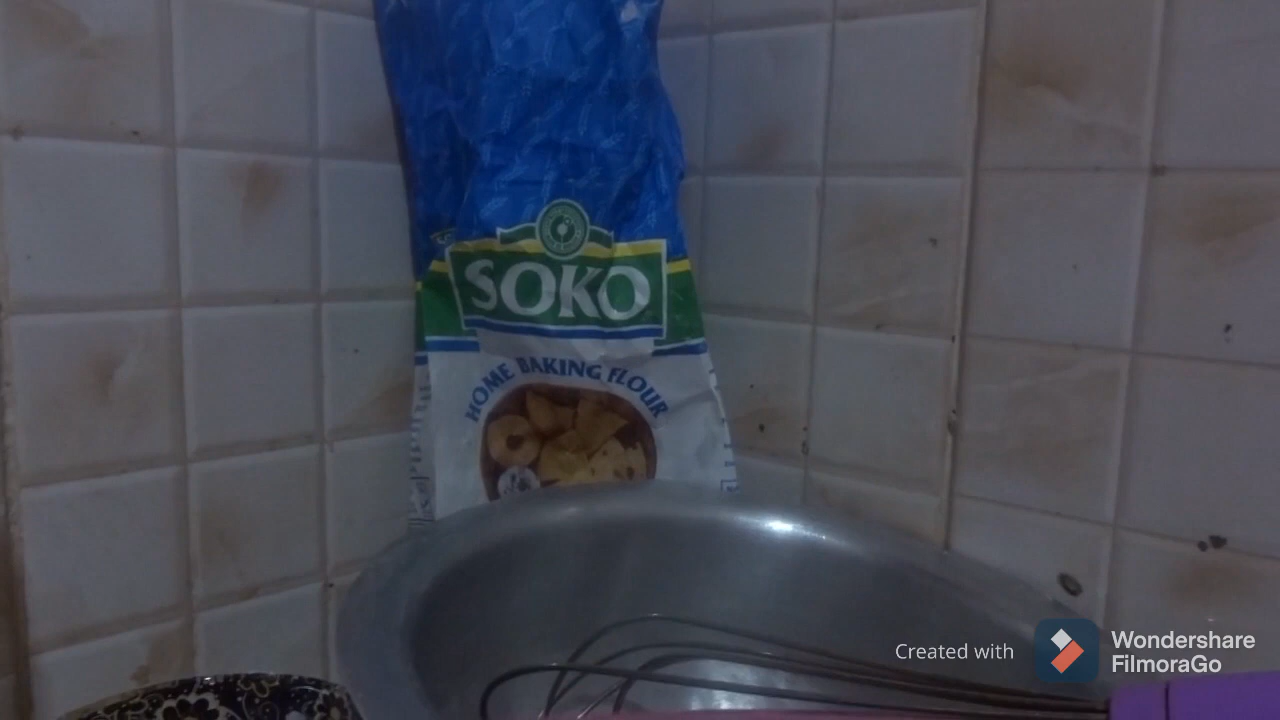 SOKO
HOME BAKING FLOUR
Created with
Wondershare
FilmoraGo